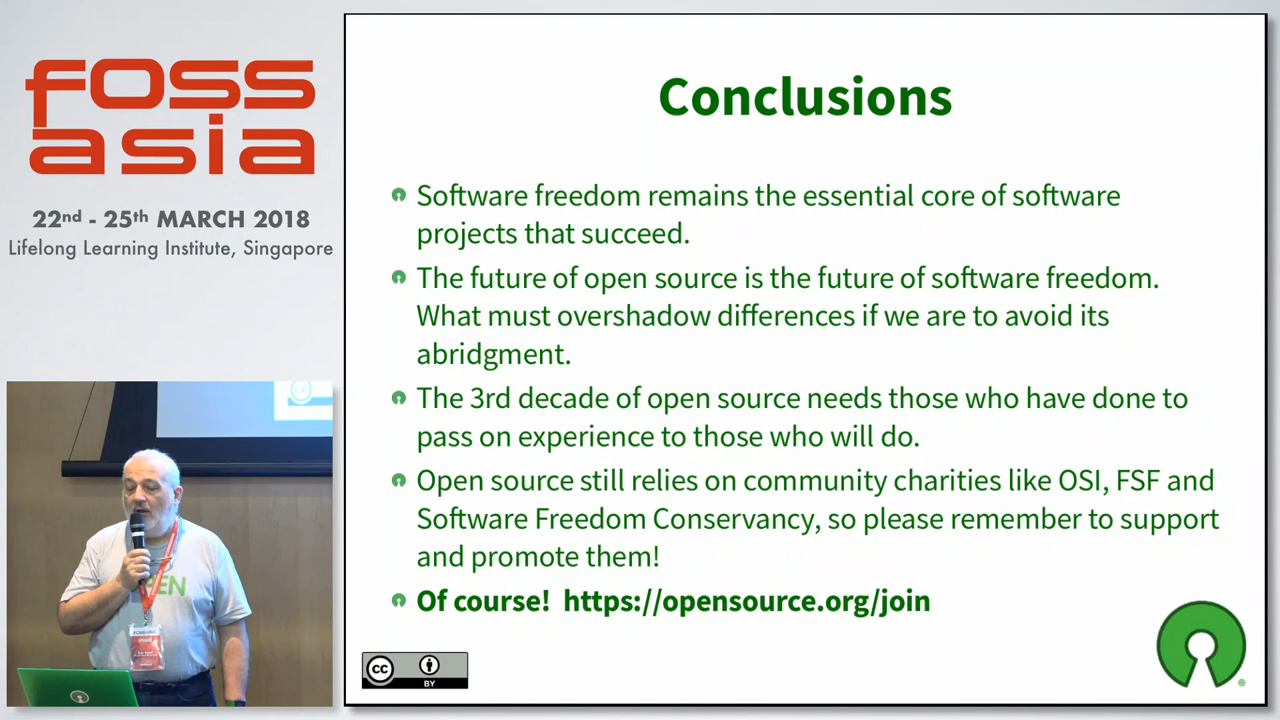 foss
asia
22nd - 25th MARCH 2018
Lifelong Learning Institute, Singapore
Conclusions
Software freedom remains the essential core of software
projects that succeed.
The future of open source is the future of software freedom.
What must overshadow differences if we are to avoid its
abridgment.
The 3rd decade of open source needs those who have done to
pass on experience to those who will do.
Open source still relies on community charities like OSI, FSF and
Software Freedom Conservancy, so please remember to support
and promote them!
Of course! https://opensource.org/join
cc
BY